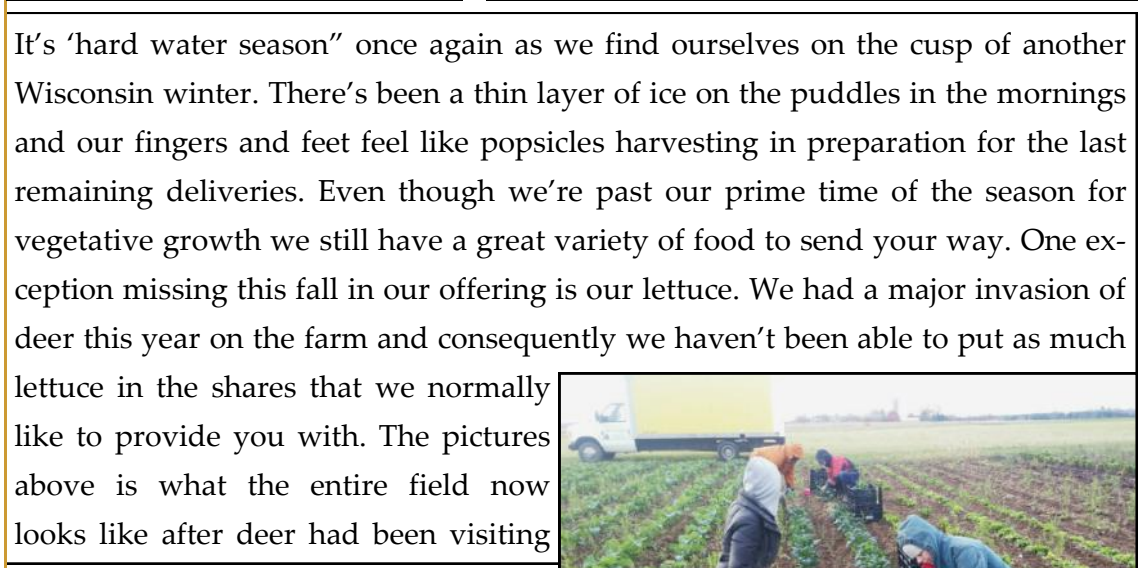 It’s ‘hard water season” once again as we find ourselves on the cusp of another
Wisconsin winter. There’s been a thin layer of ice on the puddles in the mornings
and our fingers and feet feel like popsicles harvesting in preparation for the last
remaining deliveries. Even though we’re past our prime time of the season for
vegetative growth we still have a great variety of food to send your way. One ex-
ception missing this fall in our offering is our lettuce. We had a major invasion of
deer this year on the farm and consequently we haven’t been able to put as much
lettuce in the shares that we normally
like to provide you with. The pictures
above is what the entire field now
looks like after deer had been visiting